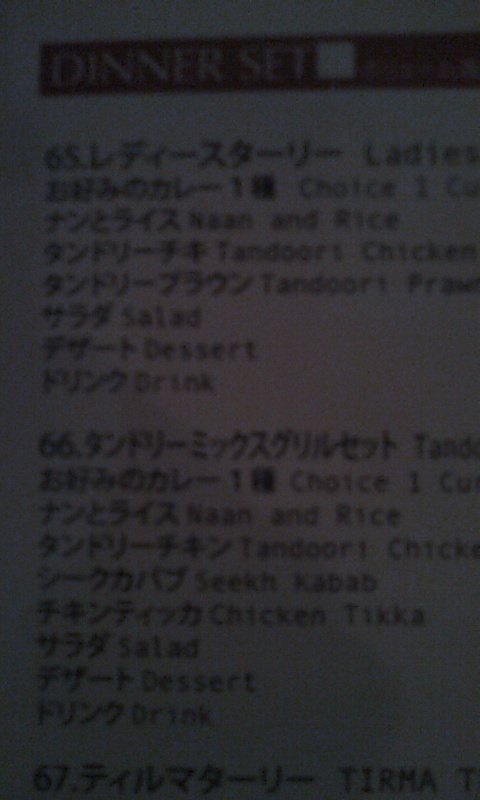 DINNER SET
65.レディースターリー Ladies
お好みのカレー1種 Choice 1 Cu
ナンとライス Naan and Rice
タンドリーチキ Tandoori Chicken
タンドリープラウン Tandoori Praw
サラダ Salad
デザート Dessert
ドリンク Drink
66.タンドリーミックスグリルセット Tando
お好みのカレー1種 Choice 1 Cu
ナンとライス Naan and Rice
タンドリーチキン Tandoori Chicke
シークカバブ Seekh Kabab
チキンティッカ Chicken Tikka
サラダ Salad
デザート Dessert
ドリンク Drink
67.ティルマターリー TIRMA T